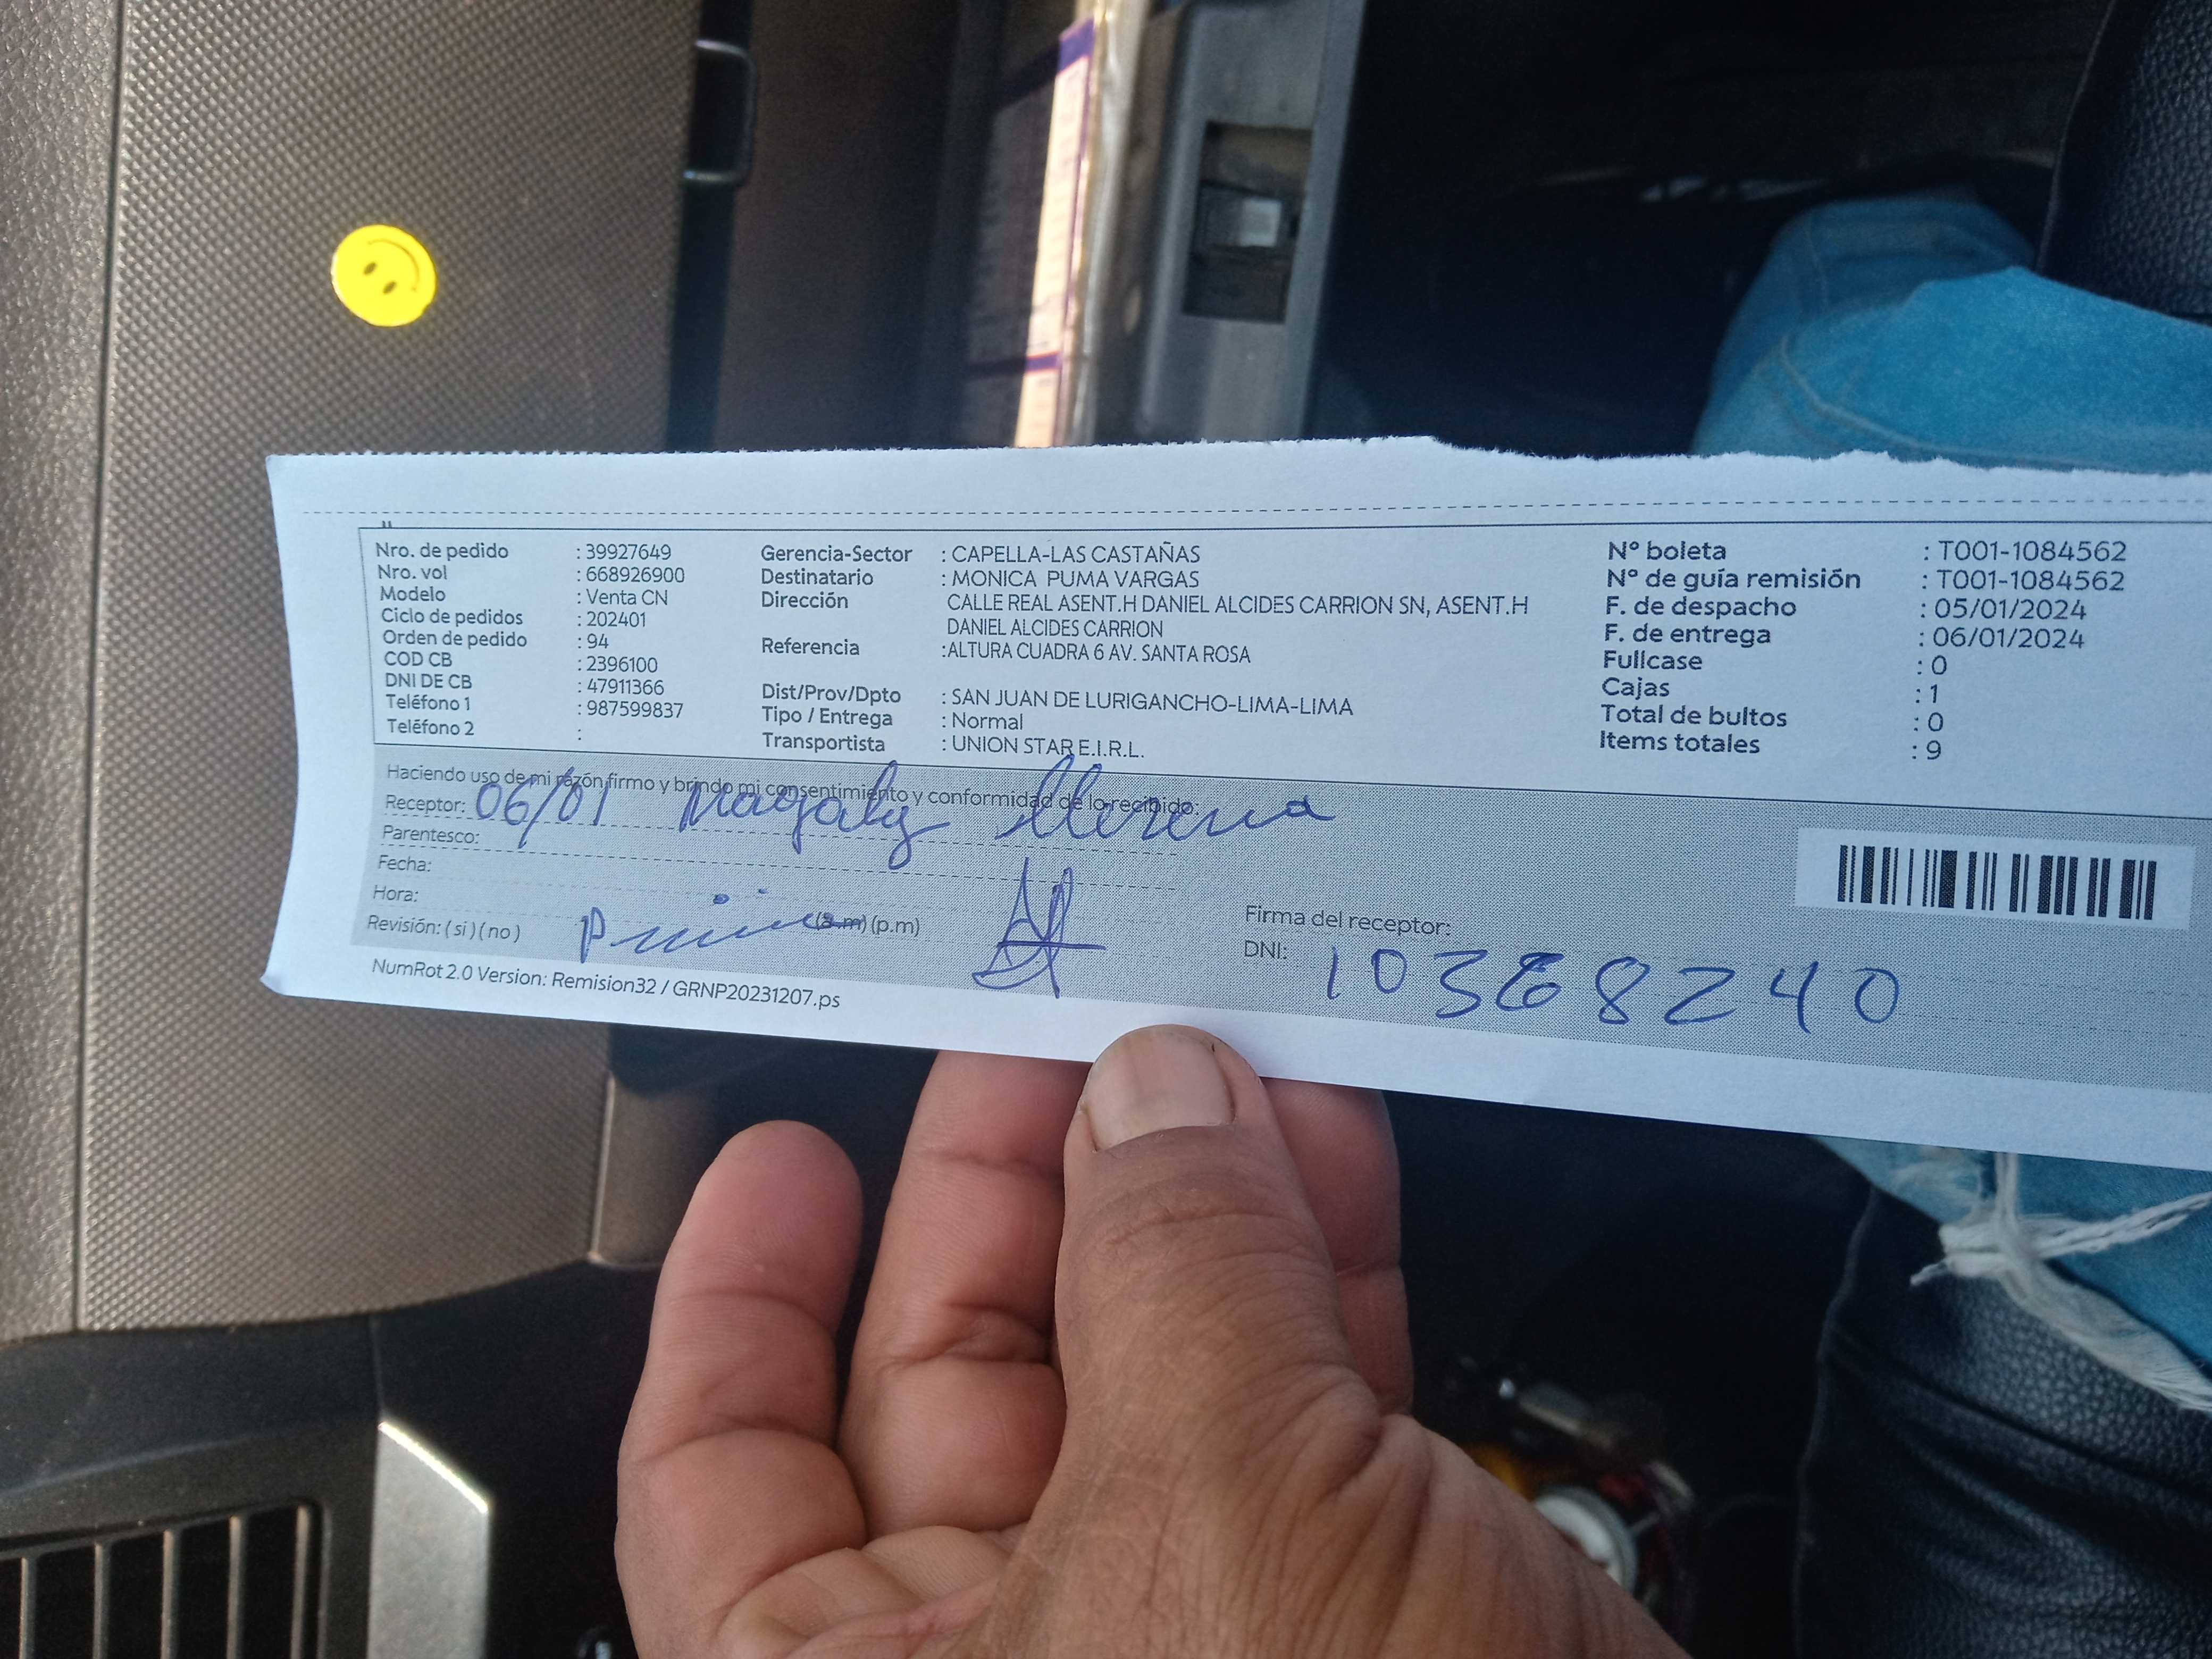 Nro. de pedido : 39927649
Nro. vol : 668926900
Modelo : Venta CN
Ciclo de pedidos : 202401
Orden de pedido : 94
COD CB : 2396100
DNI DE CB : 47911366
Teléfono 1 : 987599837
Teléfono 2 :
Gerencia-Sector : CAPELLA-LAS CASTAÑAS
Destinatario : MONICA PUMA VARGAS
Dirección CALLE REAL ASENT.H DANIEL ALCIDES CARRION SN, ASENT.H
DANIEL ALCIDES CARRION
Referencia :ALTURA CUADRA 6 AV. SANTA ROSA
Dist/Prov/Dpto : SAN JUAN DE LURIGANCHO-LIMA-LIMA
Tipo / Entrega : Normal
Transportista : UNION STAR E.I.R.L.
N° boleta : T001-1084562
N° de guía remisión : T001-1084562
F. de despacho : 05/01/2024
F. de entrega : 06/01/2024
Fullcase : 0
Cajas : 1
Total de bultos : 0
Items totales : 9
Haciendo uso de mi razón firmo y brindo mi consentimiento y conformidad de lo recibido:
Receptor: 06/01 Magaly Llerena
Parentesco:
Fecha:
Hora: (a.m) (p.m)
Revisión: ( si ) ( no )
Firma del receptor:
DNI: 10368240
NumRot 2.0 Version: Remision32 / GRNP20231207.ps